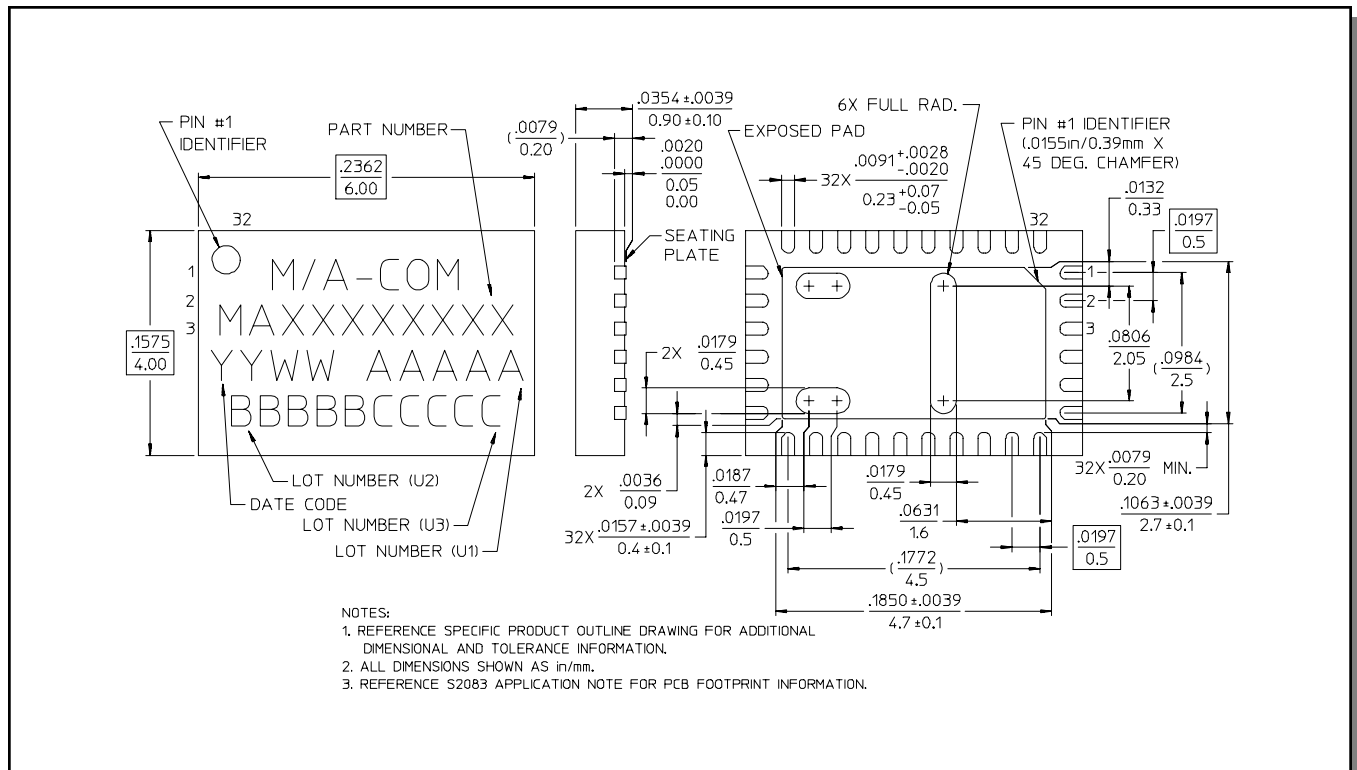 PIN #1
IDENTIFIER
PART NUMBER
.2362
6.00
32
1
2
3
.1575
4.00
M/A-COM
MAXXXXXXXXX
YYWW AAAAA
BBBBBCCCCC
LOT NUMBER (U2)
DATE CODE
LOT NUMBER (U3)
LOT NUMBER (U1)
.0354 ±.0039
0.90 ±0.10
(.0079
0.20)
.0020
.0000
0.05
0.00
SEATING
PLATE
EXPOSED PAD
6X FULL RAD.
32X .0091 +.0028
-.0020
0.23 +0.07
-0.05
PIN #1 IDENTIFIER
(.0155in/0.39mm X
45 DEG. CHAMFER)
32
.0132
0.33
.0197
0.5
1
2
3
.0806
2.05
(.0984
2.5)
2X .0179
0.45
2X .0036
0.09
32X .0157 ±.0039
0.4 ±0.1
.0187
0.47
.0197
0.5
.0179
0.45
.0631
1.6
32X .0079
0.20 MIN.
.1063 ±.0039
2.7 ±0.1
.0197
0.5
(.1772
4.5)
.1850 ±.0039
4.7 ±0.1
NOTES:
1. REFERENCE SPECIFIC PRODUCT OUTLINE DRAWING FOR ADDITIONAL
DIMENSIONAL AND TOLERANCE INFORMATION.
2. ALL DIMENSIONS SHOWN AS in/mm.
3. REFERENCE S2083 APPLICATION NOTE FOR PCB FOOTPRINT INFORMATION.